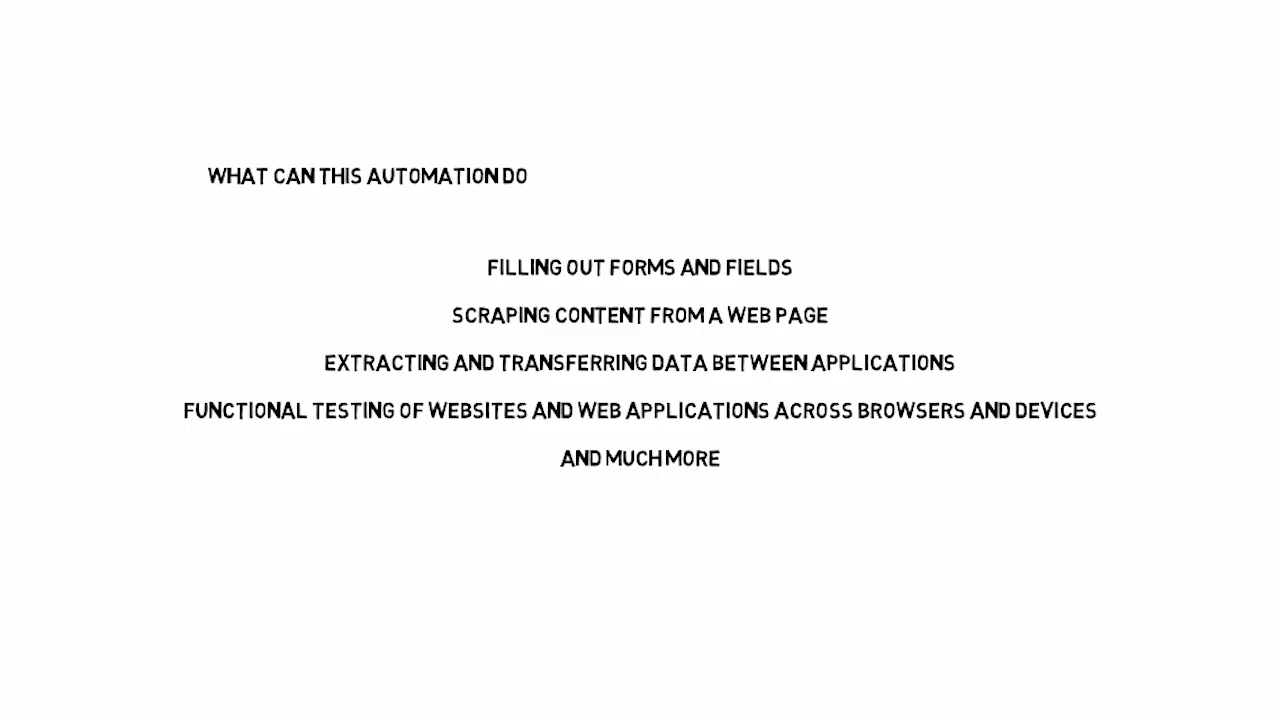 WHAT CAN THIS AUTOMATION DO
FILLING OUT FORMS AND FIELDS
SCRAPING CONTENT FROM A WEB PAGE
EXTRACTING AND TRANSFERRING DATA BETWEEN APPLICATIONS
FUNCTIONAL TESTING OF WEBSITES AND WEB APPLICATIONS ACROSS BROWSERS AND DEVICES
AND MUCH MORE